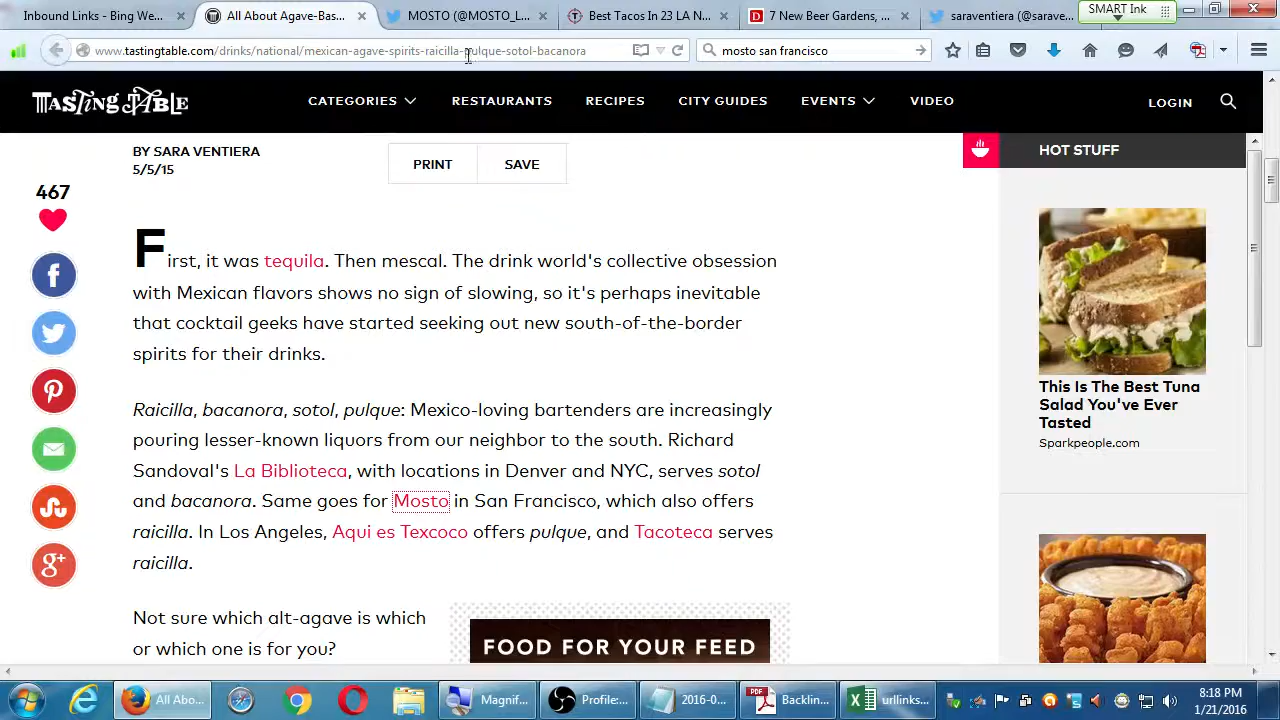 Inbound Links - Bing We... ×
All About Agave-Bas... ×
MOSTO (@MOSTO_L... ×
Best Tacos In 23 LA N... ×
7 New Beer Gardens, ... ×
saraventiera (@sarave...
SMART Ink
www.tastingtable.com/drinks/national/mexican-agave-spirits-raicilla-pulque-sotol-bacanora
mosto san francisco
TASTING TABLE
CATEGORIES
RESTAURANTS
RECIPES
CITY GUIDES
EVENTS
VIDEO
LOGIN
BY SARA VENTIERA
5/5/15
PRINT
SAVE
HOT STUFF
467
First, it was tequila. Then mescal. The drink world's collective obsession
with Mexican flavors shows no sign of slowing, so it's perhaps inevitable
that cocktail geeks have started seeking out new south-of-the-border
spirits for their drinks.
Raicilla, bacanora, sotol, pulque: Mexico-loving bartenders are increasingly
pouring lesser-known liquors from our neighbor to the south. Richard
Sandoval's La Biblioteca, with locations in Denver and NYC, serves sotol
and bacanora. Same goes for Mosto in San Francisco, which also offers
raicilla. In Los Angeles, Aqui es Texcoco offers pulque, and Tacoteca serves
raicilla.
Not sure which alt-agave is which
or which one is for you?
FOOD FOR YOUR FEED
This Is The Best Tuna
Salad You've Ever
Tasted
Sparkpeople.com
All Abo...
Magnif...
Profile:...
2016-0...
PDF
Backlin...
urllinks...
8:18 PM
1/21/2016